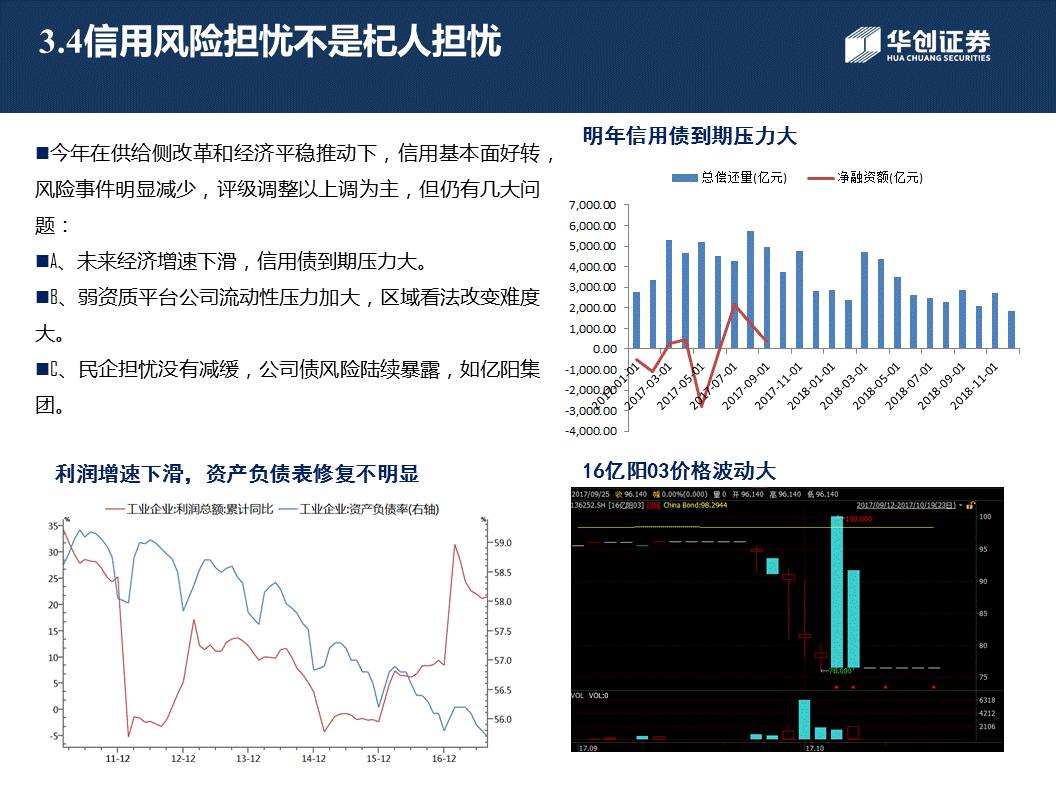 3.4信用风险担忧不是杞人担忧
华创证券
HUA CHUANG SECURITIES
■今年在供给侧改革和经济平稳推动下，信用基本面好转，
风险事件明显减少，评级调整以上调为主，但仍有几大问
题：
■A、未来经济增速下滑，信用债到期压力大。
■B、弱资质平台公司流动性压力加大，区域看法改变难度
大。
■C、民企担忧没有减缓，公司债风险陆续暴露，如亿阳集
团。
明年信用债到期压力大
总偿还量(亿元) 净融资额(亿元)
7,000.00
6,000.00
5,000.00
4,000.00
3,000.00
2,000.00
1,000.00
0.00
-1,000.00
-2,000.00
-3,000.00
-4,000.00
2017-01-01 2017-03-01 2017-05-01 2017-07-01 2017-09-01 2017-11-01 2018-01-01 2018-03-01 2018-05-01 2018-07-01 2018-09-01 2018-11-01
利润增速下滑，资产负债表修复不明显
工业企业:利润总额:累计同比 工业企业:资产负债率(右轴)
% %
35
30
25
20
15
10
5
0
-5
59.0
58.5
58.0
57.5
57.0
56.5
56.0
11-12 12-12 13-12 14-12 15-12 16-12
16亿阳03价格波动大
2017/09/25 收 96.140 幅 0.00%(0.000) 量 0 开 96.140 高 96.140 低 96.140
136252.SH [16亿阳03] 日线 China Bond:98.2944 2017/09/12-2017/10/19(23日)
100.000
78.000
100
95
90
85
80
75
VOL VOL:0
6318
4212
2106
17.09 17.10